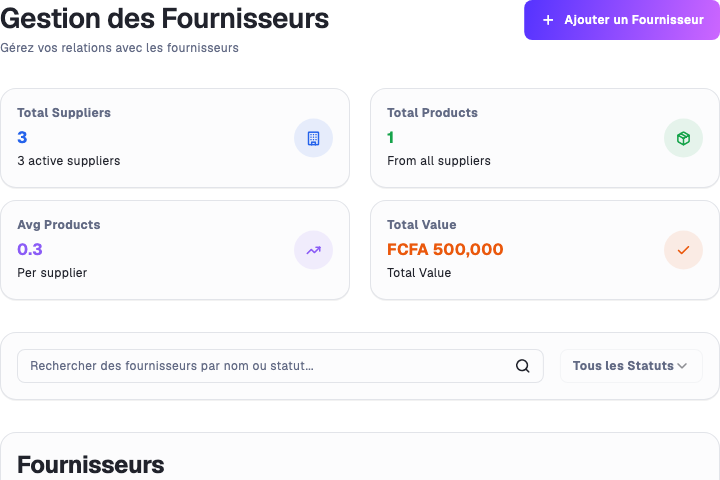 Gestion des Fournisseurs
Ajouter un Fournisseur
Gérez vos relations avec les fournisseurs
Total Suppliers
3
3 active suppliers
Total Products
1
From all suppliers
Avg Products
0.3
Per supplier
Total Value
FCFA 500,000
Total Value
Rechercher des fournisseurs par nom ou statut...
Tous les Statuts
Fournisseurs